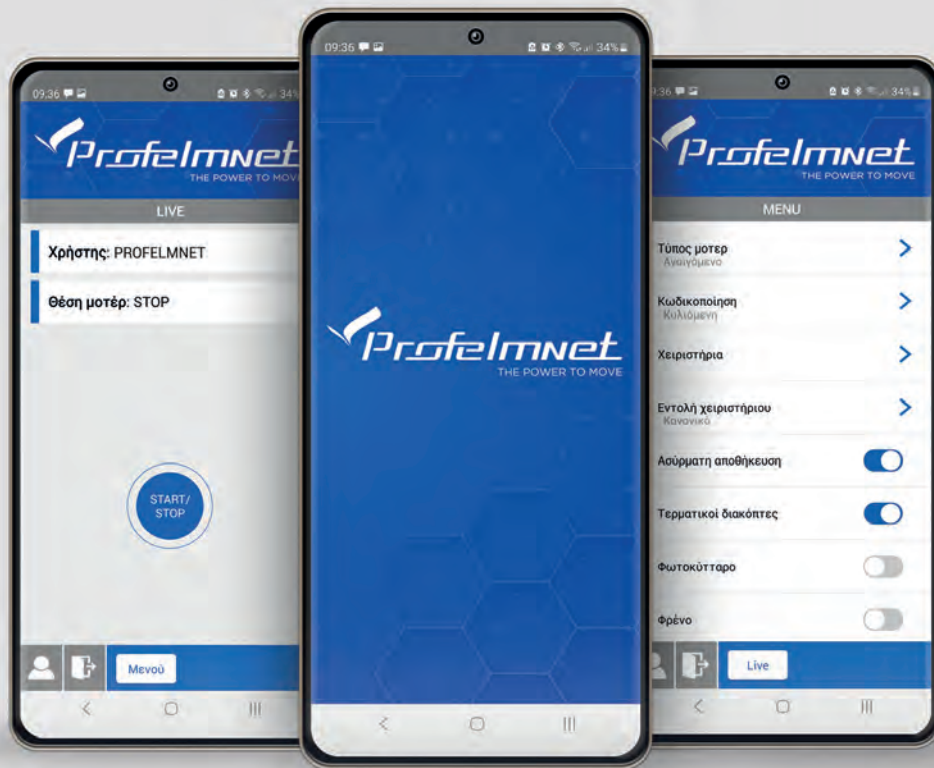 09:36
34%
Profelmnet
THE POWER TO MOVE
LIVE
Χρήστης: PROFELMNET
Θέση μοτέρ: STOP
START/
STOP
Μενού
09:36
34%
Profelmnet
THE POWER TO MOVE
9:36
34%
Profelmnet
THE POWER TO MOVE
MENU
Τύπος μοτερ
Αναιγόμενο
Κωδικοποίηση
Κυλιόμενη
Χειριστήρια
Εντολή χειριστήριου
Κανονικό
Ασύρματη αποθήκευση
Τερματικοί διακόπτες
Φωτοκύτταρο
Φρένο
Live